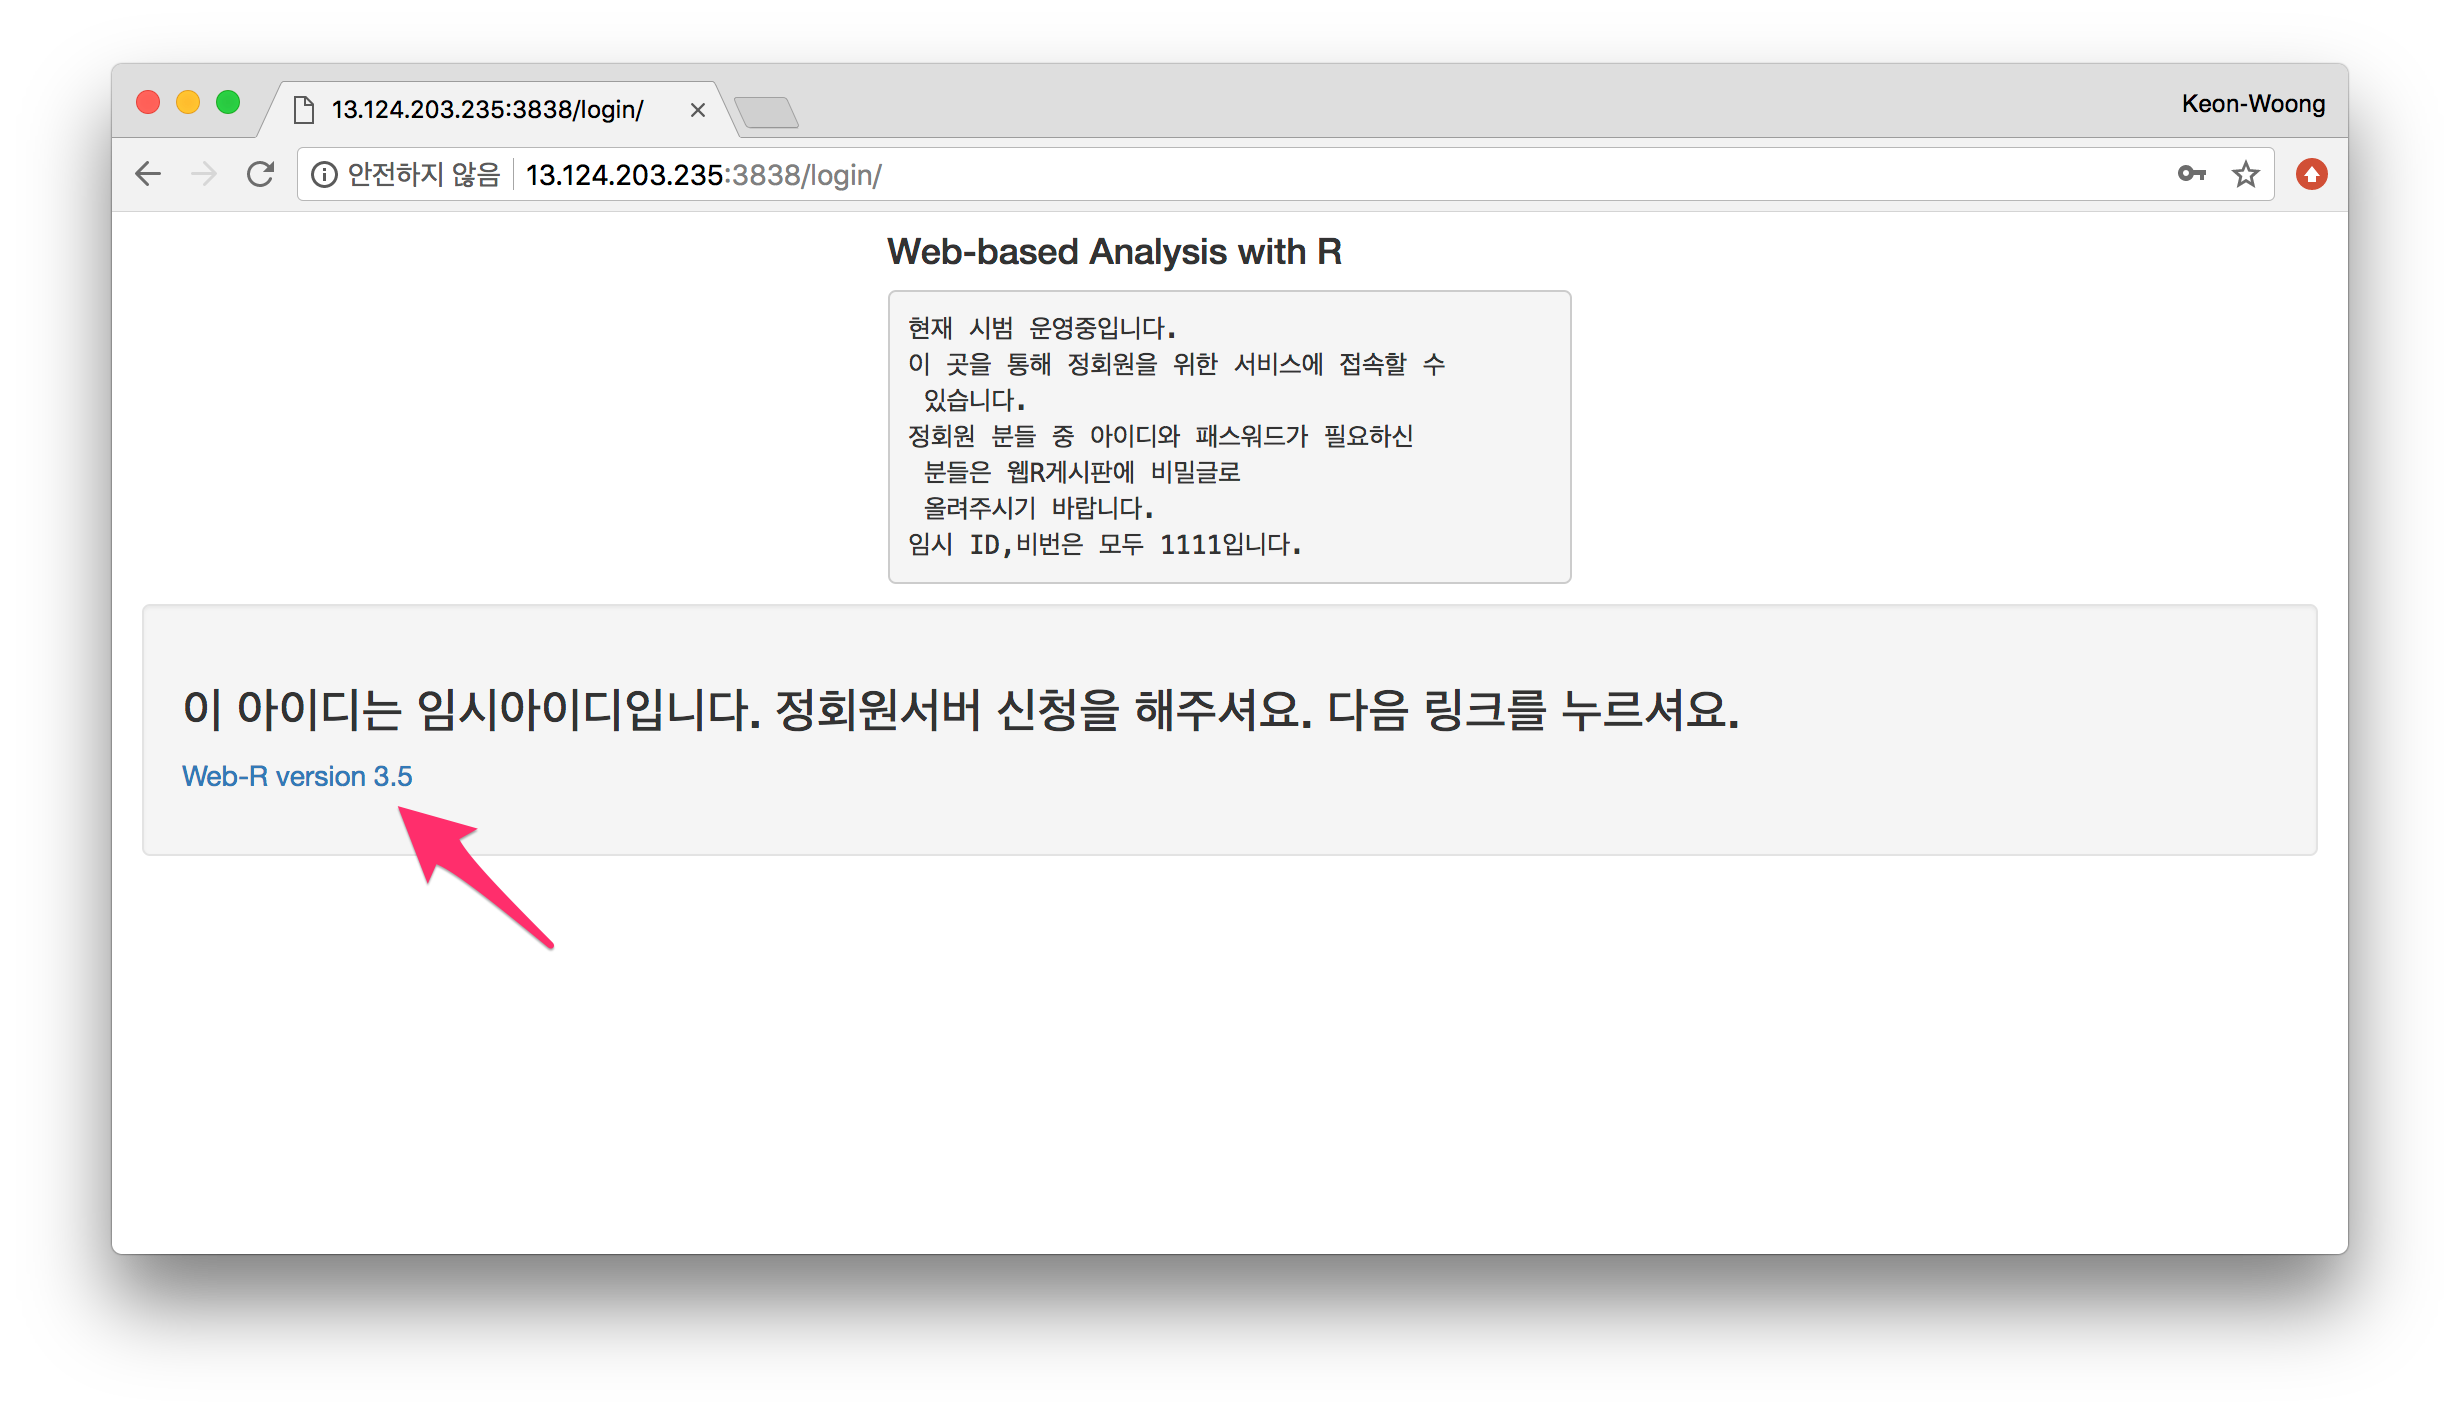 13.124.203.235:3838/login/
Keon-Woong
안전하지 않음 13.124.203.235:3838/login/
Web-based Analysis with R
현재 시범 운영중입니다.
이 곳을 통해 정회원을 위한 서비스에 접속할 수
있습니다.
정회원 분들 중 아이디와 패스워드가 필요하신
분들은 웹R게시판에 비밀글로
올려주시기 바랍니다.
임시 ID,비번은 모두 1111입니다.
이 아이디는 임시아이디입니다. 정회원서버 신청을 해주셔요. 다음 링크를 누르셔요.
Web-R version 3.5